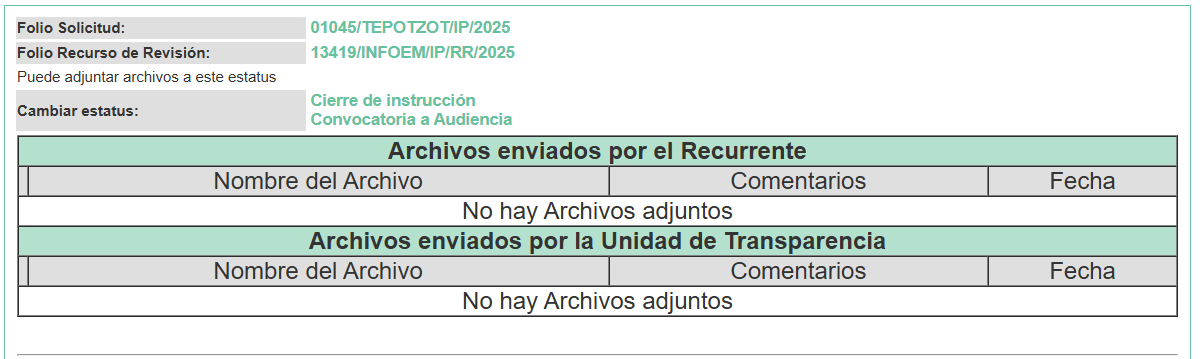 Folio Solicitud: 01045/TEPOTZOT/IP/2025
Folio Recurso de Revisión: 13419/INFOEM/IP/RR/2025
Puede adjuntar archivos a este estatus
Cambiar estatus: Cierre de instrucción
Convocatoria a Audiencia
Archivos enviados por el Recurrente
Nombre del Archivo Comentarios Fecha
No hay Archivos adjuntos
Archivos enviados por la Unidad de Transparencia
Nombre del Archivo Comentarios Fecha
No hay Archivos adjuntos